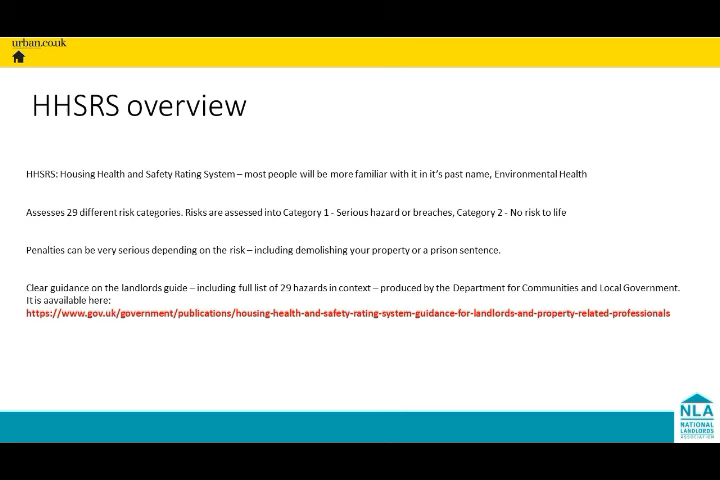 urban.co.uk
HHSRS overview
HHSRS: Housing Health and Safety Rating System – most people will be more familiar with it in it's past name, Environmental Health
Assesses 29 different risk categories. Risks are assessed into Category 1 - Serious hazard or breaches, Category 2 - No risk to life
Penalties can be very serious depending on the risk – including demolishing your property or a prison sentence.
Clear guidance on the landlords guide – including full list of 29 hazards in context – produced by the Department for Communities and Local Government.
It is aavailable here:
https://www.gov.uk/government/publications/housing-health-and-safety-rating-system-guidance-for-landlords-and-property-related-professionals
NLA
NATIONAL
LANDLORDS
ASSOCIATION